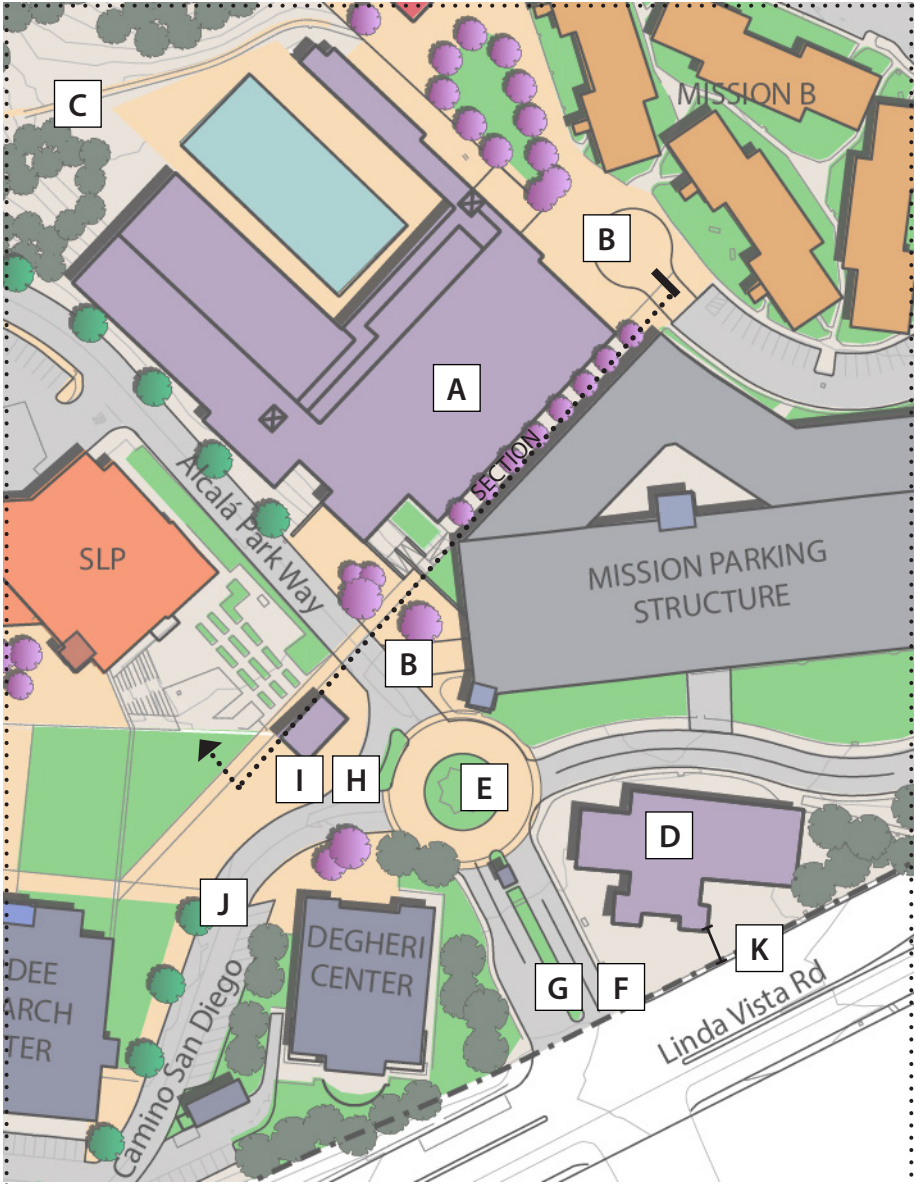 C
MISSION B
B
A
SECTION
Alcalá Park Way
SLP
MISSION PARKING
STRUCTURE
B
I
H
E
D
J
DEGHERI
CENTER
K
DEE
ARCH
TER
G
F
Linda Vista Rd
Camino San Diego